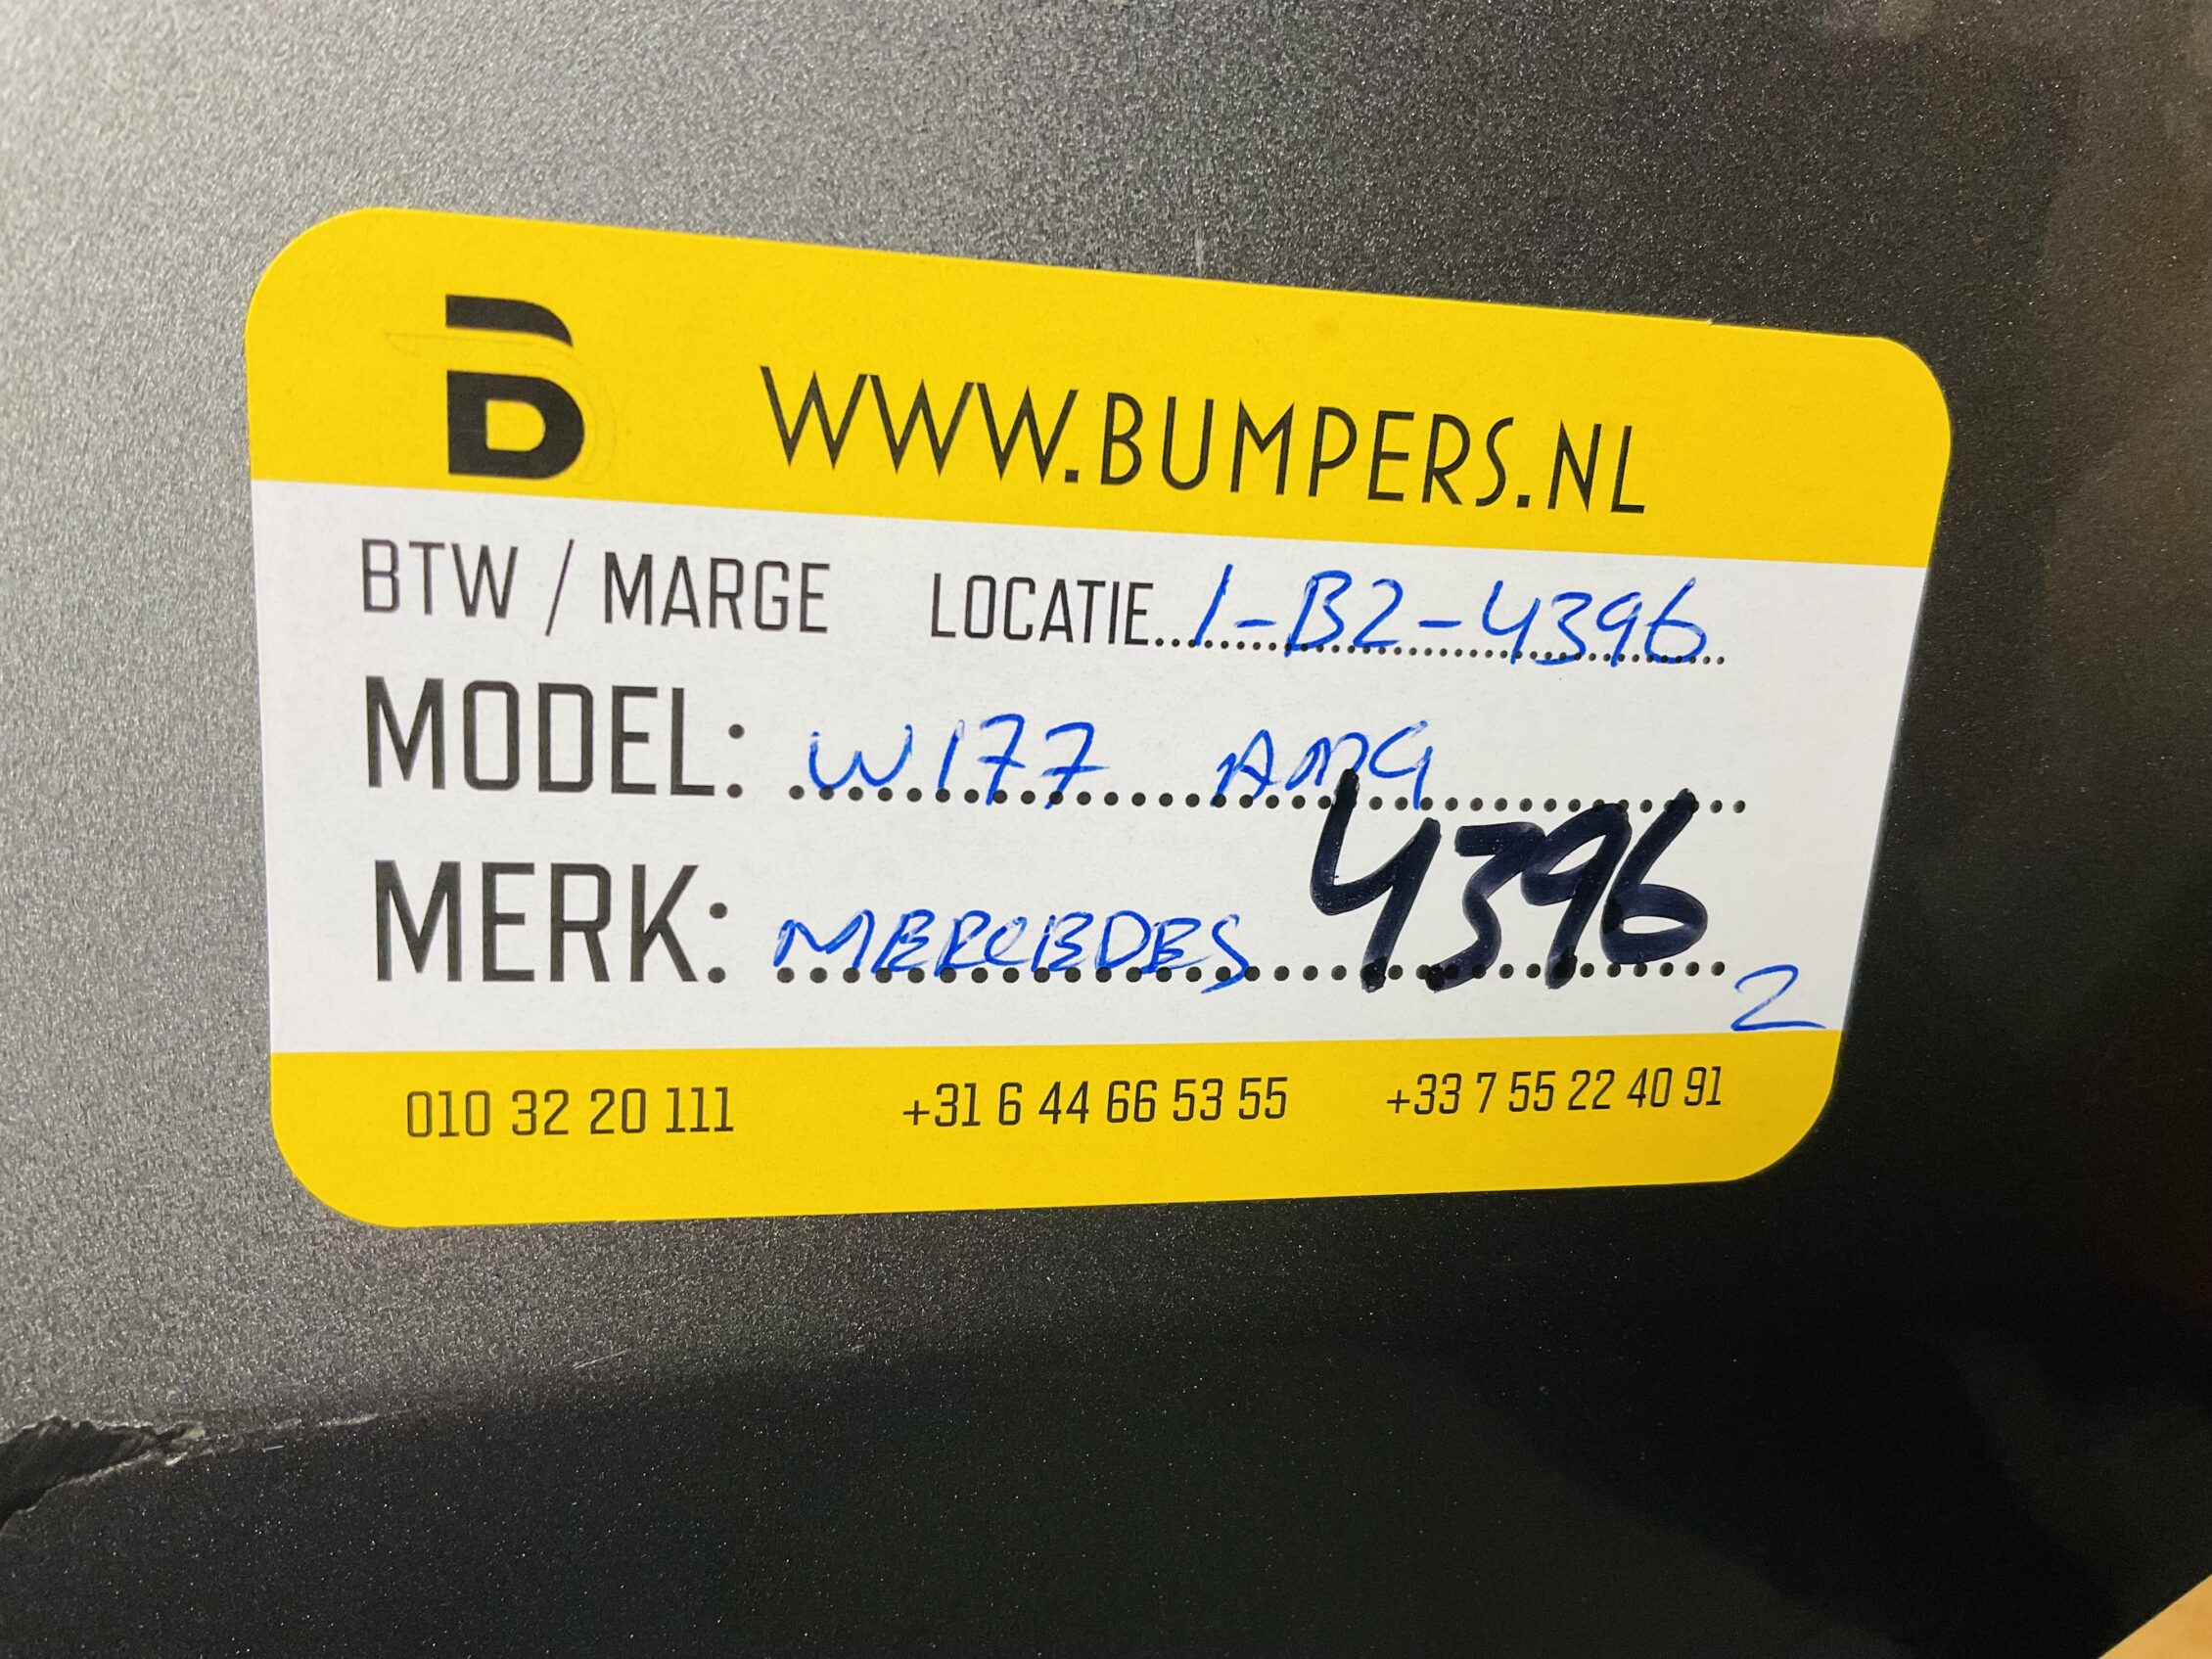 B WWW.BUMPERS.NL
BTW / MARGE LOCATIE 1-B2-4396
MODEL: W177 AMG
MERK: MERCEDES 4396
2
010 32 20 111 +31 6 44 66 53 55 +33 7 55 22 40 91